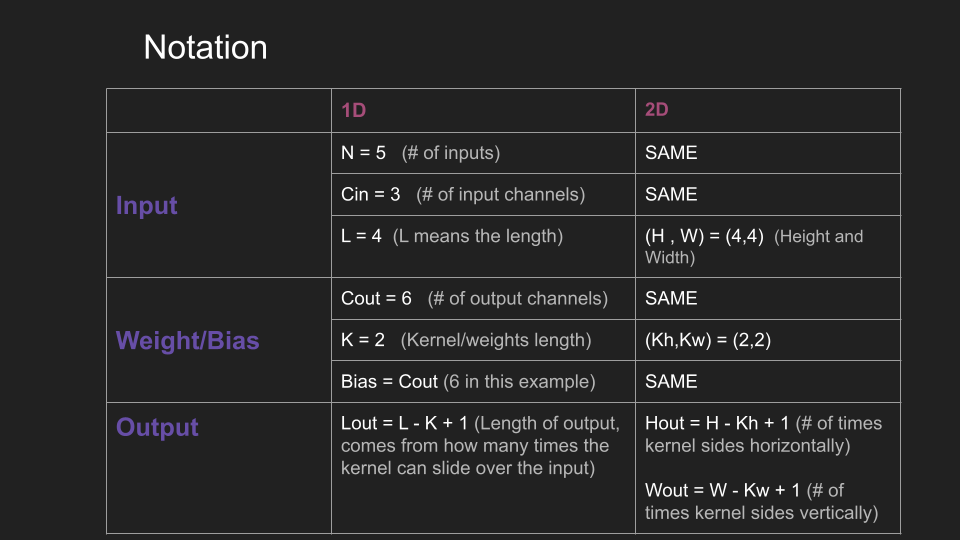 Notation
1D
2D
Input
N = 5 (# of inputs)
SAME
Cin = 3 (# of input channels)
SAME
L = 4 (L means the length)
(H , W) = (4,4) (Height and
Width)
Weight/Bias
Cout = 6 (# of output channels)
SAME
K = 2 (Kernel/weights length)
(Kh,Kw) = (2,2)
Bias = Cout (6 in this example)
SAME
Output
Lout = L - K + 1 (Length of output,
comes from how many times the
kernel can slide over the input)
Hout = H - Kh + 1 (# of times
kernel sides horizontally)
Wout = W - Kw + 1 (# of
times kernel sides vertically)